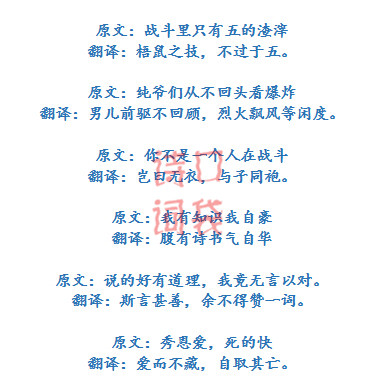 原文：战斗里只有五的渣滓
翻译：梧鼠之技，不过于五。
原文：纯爷们从不回头看爆炸
翻译：男儿前驱不回顾，烈火飘风等闲度。
原文：你不是一个人在战斗
翻译：岂曰无衣，与子同袍。
原文：我有知识我自豪
翻译：腹有诗书气自华
原文：说的好有道理，我竟无言以对。
翻译：斯言甚善，余不得赞一词。
原文：秀恩爱，死的快
翻译：爱而不藏，自取其亡。
诗词口袋